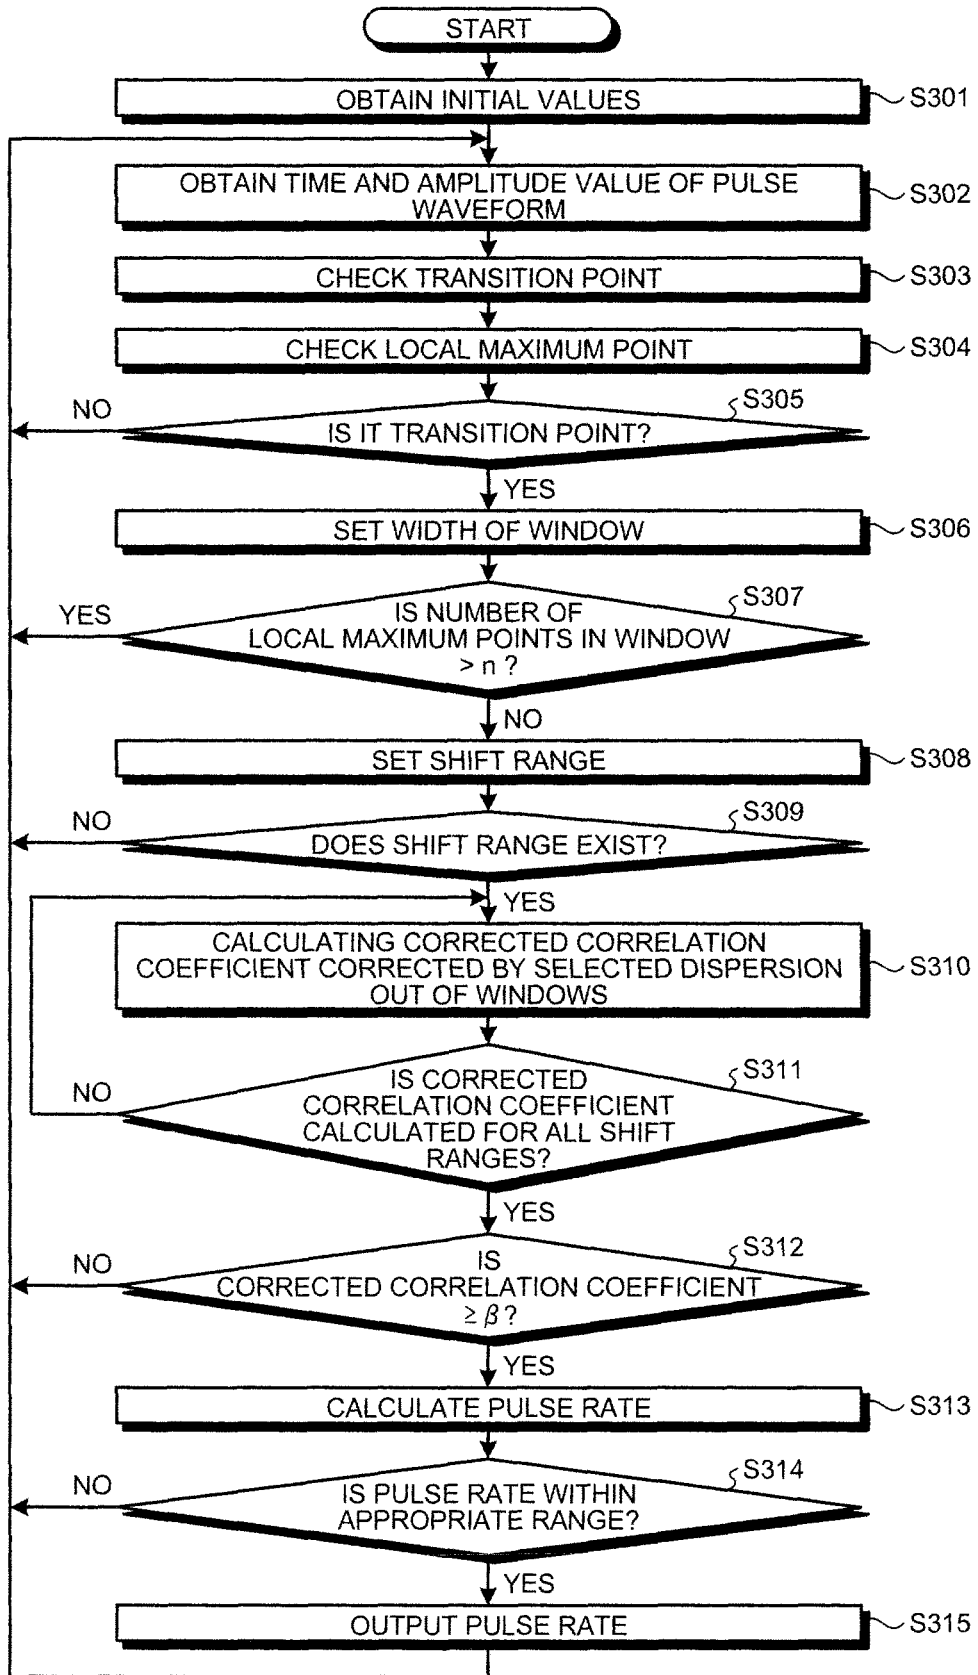 START
OBTAIN INITIAL VALUES
S301
OBTAIN TIME AND AMPLITUDE VALUE OF PULSE
WAVEFORM
S302
CHECK TRANSITION POINT
S303
CHECK LOCAL MAXIMUM POINT
S304
S305
NO
IS IT TRANSITION POINT?
YES
SET WIDTH OF WINDOW
S306
S307
YES
IS NUMBER OF
LOCAL MAXIMUM POINTS IN WINDOW
> n ?
NO
SET SHIFT RANGE
S308
S309
NO
DOES SHIFT RANGE EXIST?
YES
CALCULATING CORRECTED CORRELATION
COEFFICIENT CORRECTED BY SELECTED DISPERSION
OUT OF WINDOWS
S310
S311
NO
IS CORRECTED
CORRELATION COEFFICIENT
CALCULATED FOR ALL SHIFT
RANGES?
YES
S312
NO
IS
CORRECTED CORRELATION COEFFICIENT
≧ β ?
YES
CALCULATE PULSE RATE
S313
S314
NO
IS PULSE RATE WITHIN
APPROPRIATE RANGE?
YES
OUTPUT PULSE RATE
S315